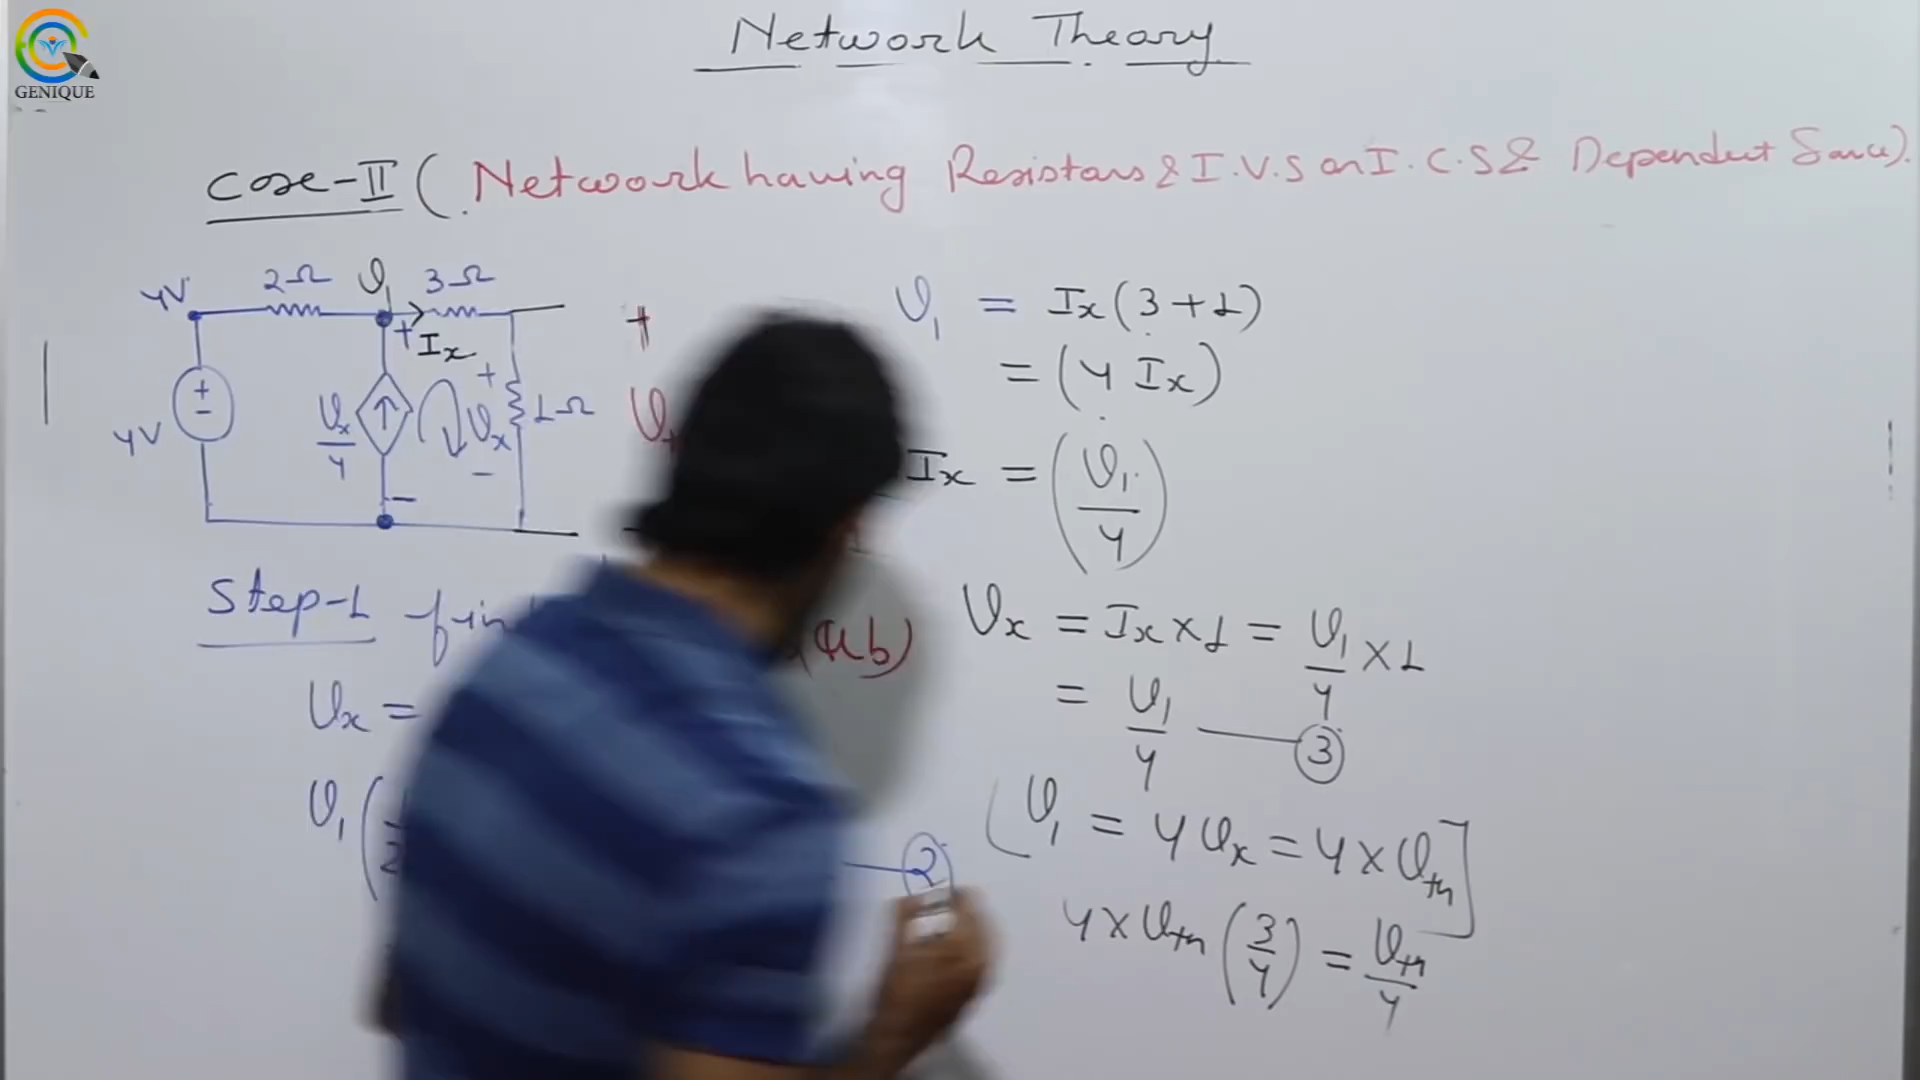 GENIQUE
Network Theory
Case-II (Network having Resistors & I.V.S or I.C.S & Dependent Source).
4V 2Ω V₁ 3Ω
+ Iₓ
+
-
4V
Vₓ/4
+ Vₓ -
1Ω
-
+
V₁ = Iₓ(3+1)
= (4 Iₓ)
Iₓ = (V₁/4)
Step-1
(ab)
Vₓ = Iₓ×1 = V₁/4 ×1
= V₁/4 — ③
Vₓ =
V₁(
②
[V₁ = 4Vₓ = 4×Vₜₕ]
4×Vₜₕ(3/4) = Vₜₕ/4